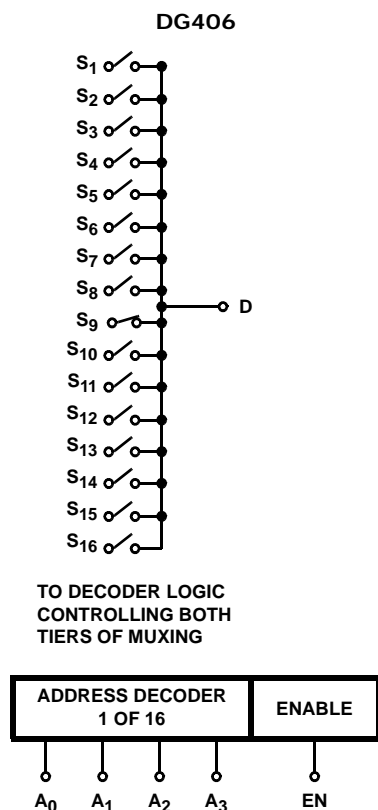 DG406
S1
S2
S3
S4
S5
S6
S7
S8
D
S9
S10
S11
S12
S13
S14
S15
S16
TO DECODER LOGIC
CONTROLLING BOTH
TIERS OF MUXING
ADDRESS DECODER
1 OF 16
ENABLE
A0 A1 A2 A3 EN